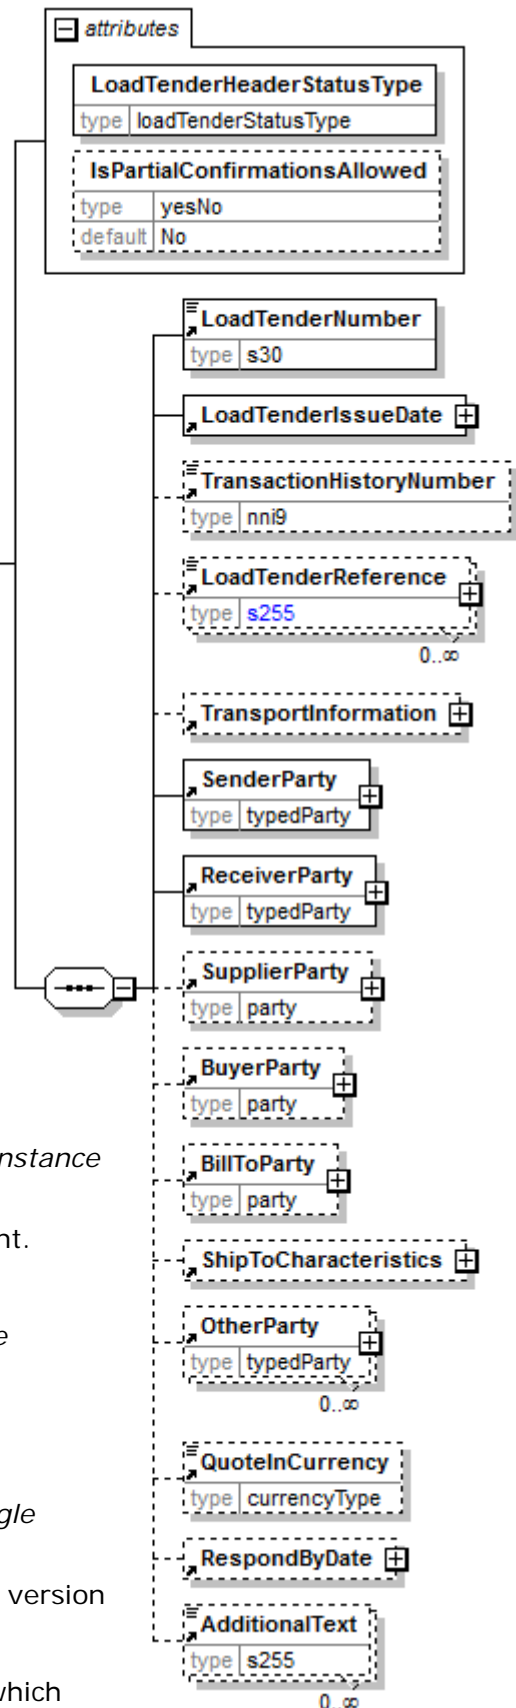 attributes
LoadTenderHeaderStatusType
type loadTenderStatusType
IsPartialConfirmationsAllowed
type yesNo
default No
LoadTenderNumber
type s30
LoadTenderIssueDate
TransactionHistoryNumber
type nni9
LoadTenderReference
type s255
0..∞
TransportInformation
SenderParty
type typedParty
ReceiverParty
type typedParty
SupplierParty
type party
BuyerParty
type party
nstance
BillToParty
type party
nt.
ShipToCharacteristics
e
OtherParty
type typedParty
0..∞
QuoteInCurrency
type currencyType
gle
RespondByDate
version
AdditionalText
type s255
which
0..∞